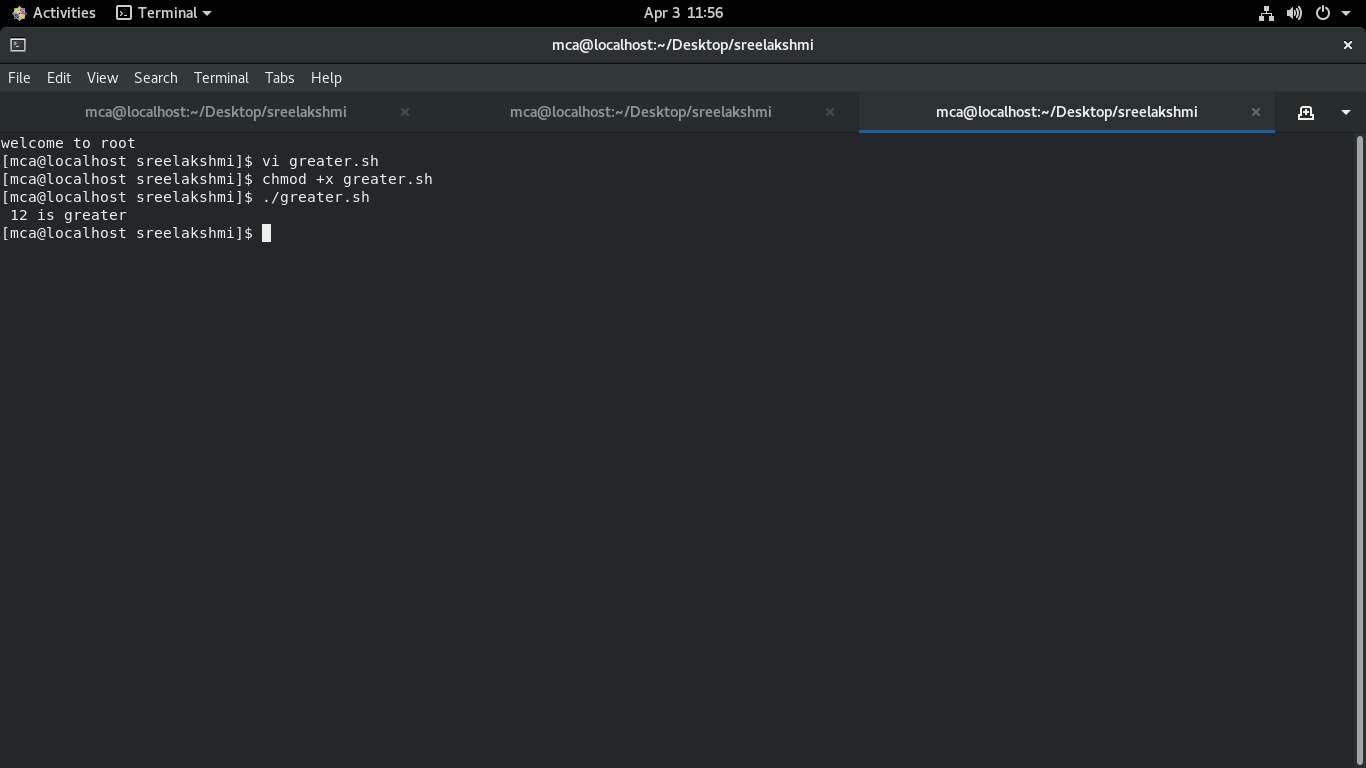 Activities Terminal Apr 3 11:56
mca@localhost:~/Desktop/sreelakshmi
File Edit View Search Terminal Tabs Help
mca@localhost:~/Desktop/sreelakshmi mca@localhost:~/Desktop/sreelakshmi mca@localhost:~/Desktop/sreelakshmi
welcome to root
[mca@localhost sreelakshmi]$ vi greater.sh
[mca@localhost sreelakshmi]$ chmod +x greater.sh
[mca@localhost sreelakshmi]$ ./greater.sh
 12 is greater
[mca@localhost sreelakshmi]$